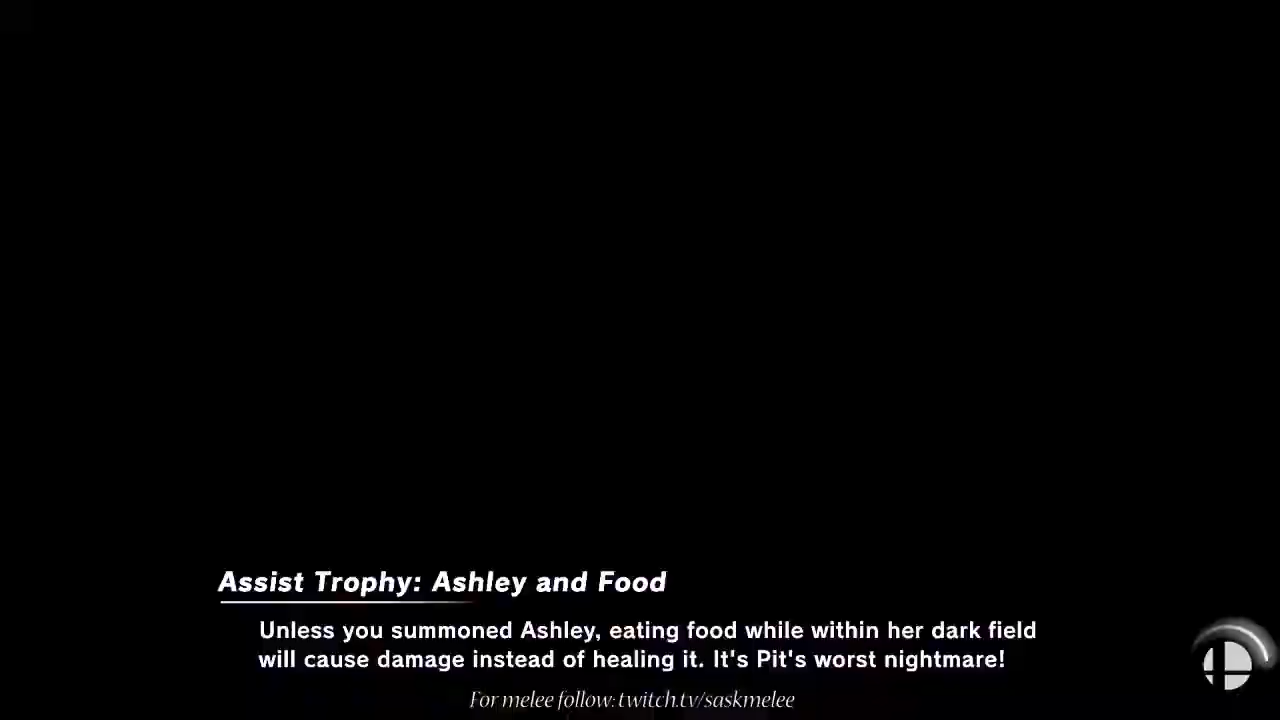 Assist Trophy: Ashley and Food
Unless you summoned Ashley, eating food while within her dark field
will cause damage instead of healing it. It's Pit's worst nightmare!
For melee follow: twitch.tv/saskmelee